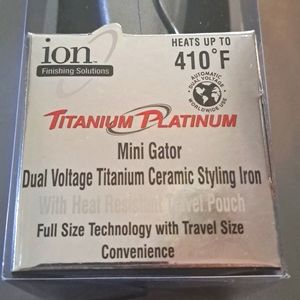 ion™
Finishing Solutions
HEATS UP TO
410°F
AUTOMATIC
DUAL VOLTAGE
WORLDWIDE USE
TITANIUM PLATINUM
Mini Gator
Dual Voltage Titanium Ceramic Styling Iron
With Heat Resistant Travel Pouch
Full Size Technology with Travel Size
Convenience